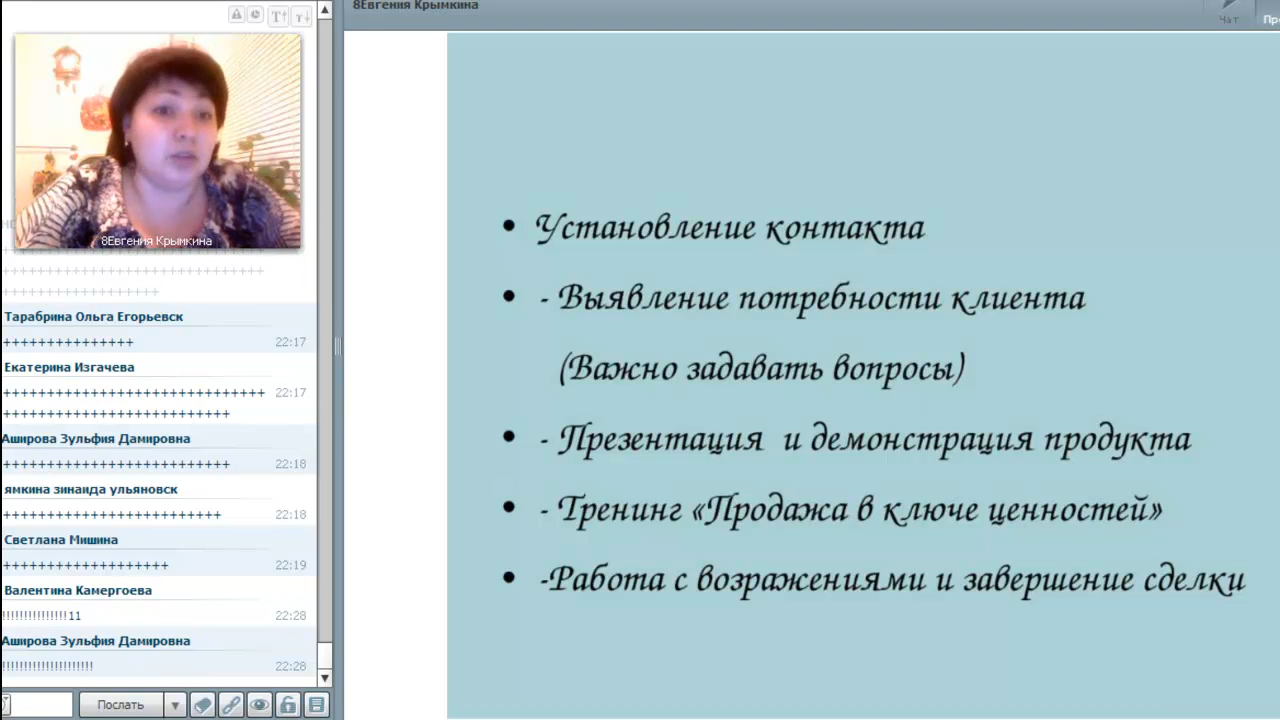 8Евгения Крымкина
Чат
8Евгения Крымкина
Тарабрина Ольга Егорьевск
+++++++++++++++ 22:17
Екатерина Изгачева
++++++++++++++++++++++++++++++ 22:17
++++++++++++++++++++++++++
Аширова Зульфия Дамировна
++++++++++++++++++++++++++ 22:18
ямкина зинаида ульяновск
+++++++++++++++++++++++++ 22:18
Светлана Мишина
+++++++++++++++++++ 22:19
Валентина Камергоева
!!!!!!!!!!!!!!!11 22:28
Аширова Зульфия Дамировна
!!!!!!!!!!!!!!!!!!!!! 22:28
Послать
• Установление контакта
• - Выявление потребности клиента
(Важно задавать вопросы)
• - Презентация и демонстрация продукта
• - Тренинг «Продажа в ключе ценностей»
• -Работа с возражениями и завершение сделки